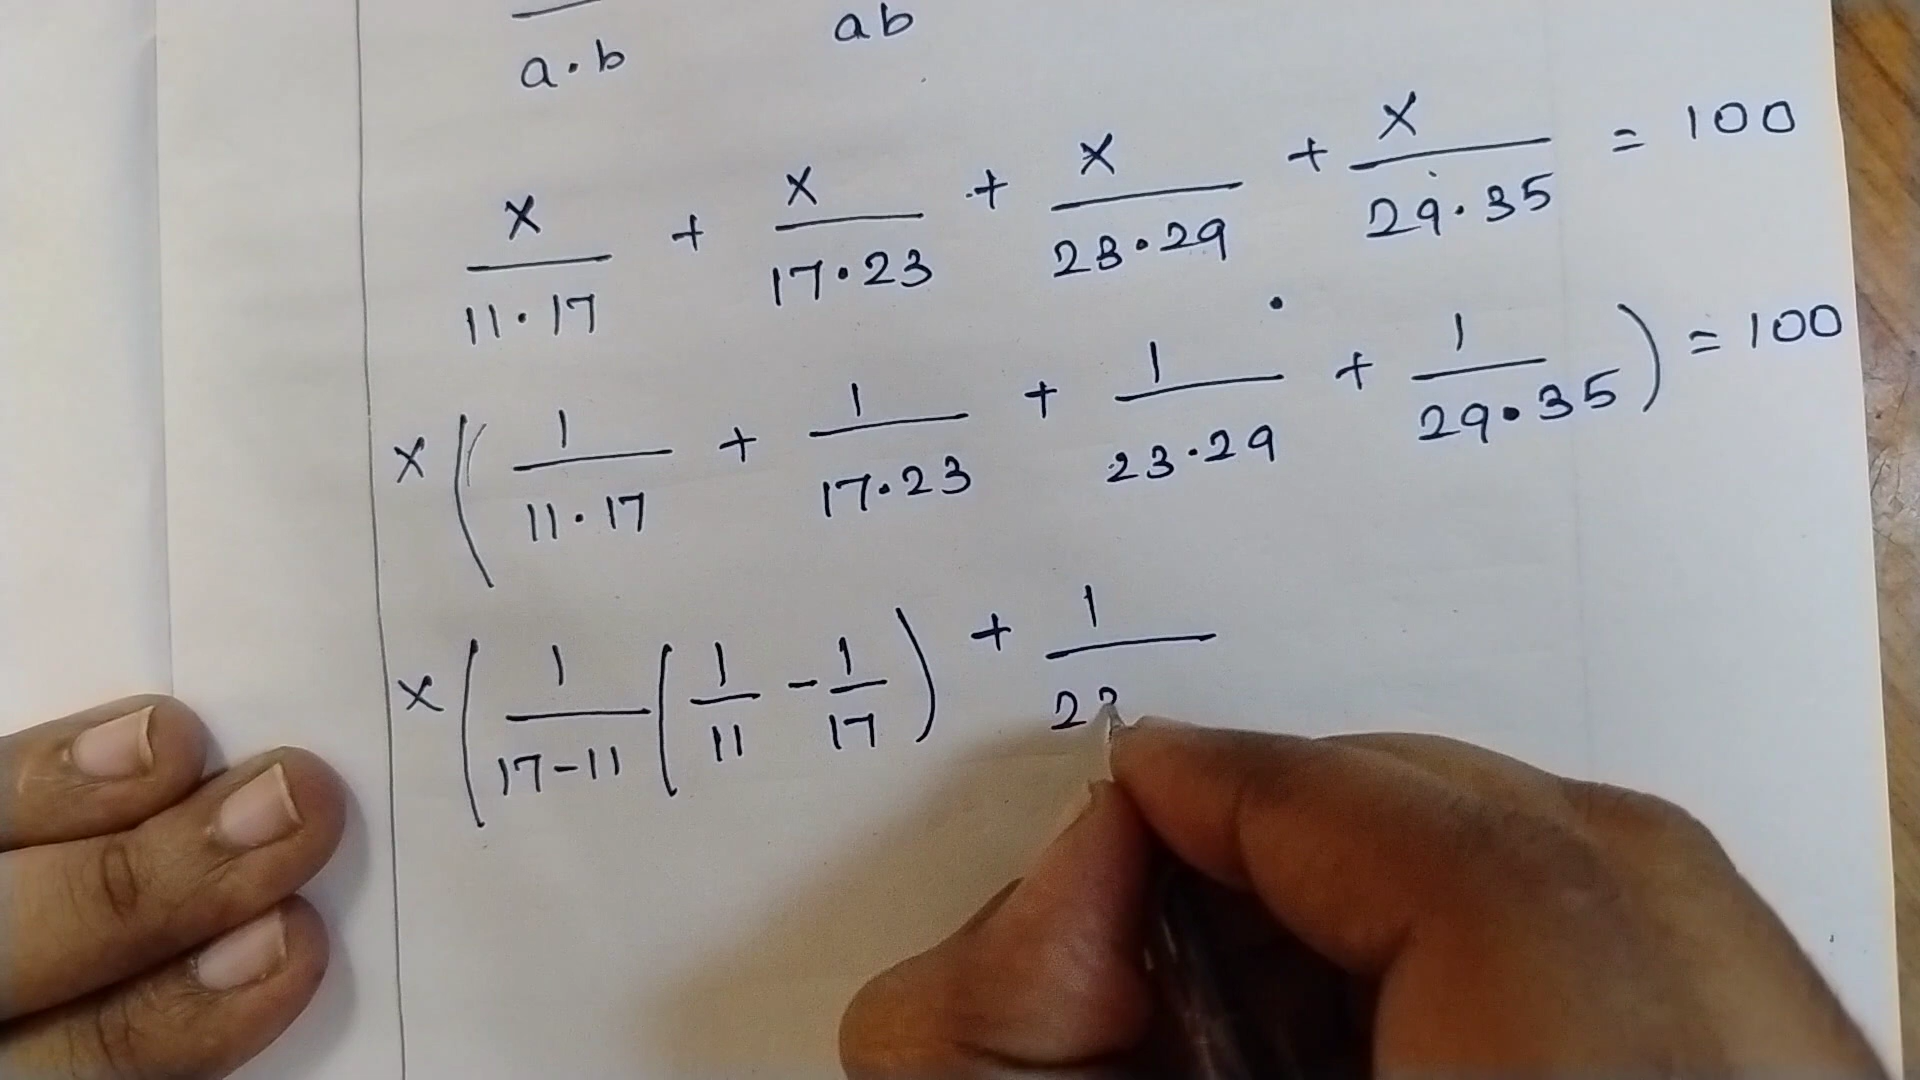 a·b ab
x/11·17 + x/17·23 + x/23·29 + x/29·35 = 100
x(1/11·17 + 1/17·23 + 1/23·29 + 1/29·35) = 100
x(1/17-11(1/11 - 1/17) + 1/23